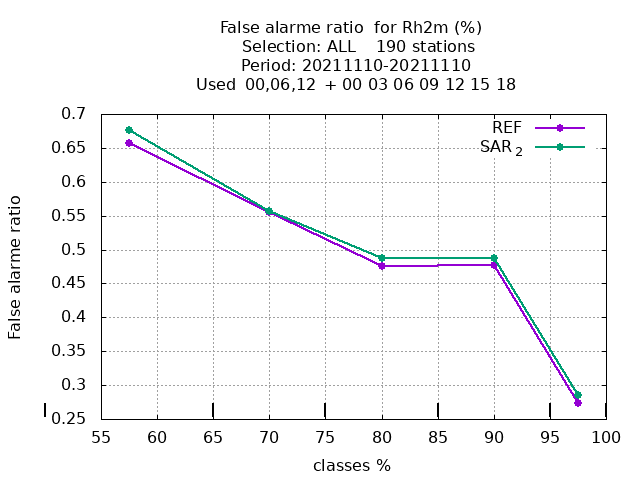 False alarme ratio  for Rh2m (%)
Selection: ALL    190 stations
Period: 20211110-20211110
Used  00,06,12  + 00 03 06 09 12 15 18
REF
SAR 2
0.7
0.65
0.6
0.55
0.5
0.45
0.4
0.35
0.3
0.25
False alarme ratio
55 60 65 70 75 80 85 90 95 100
classes %